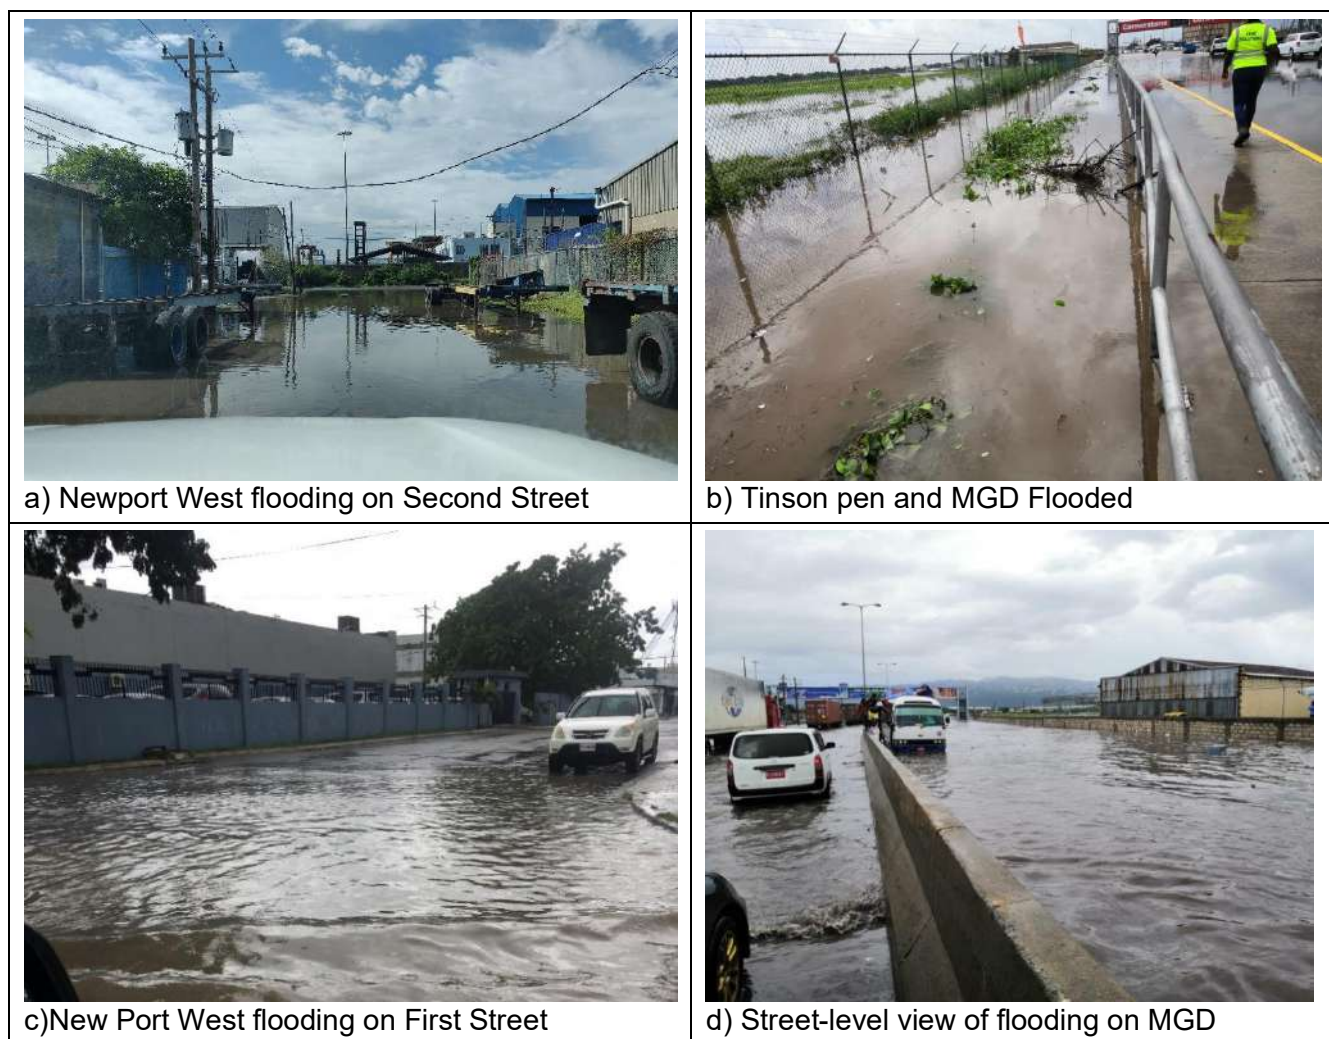 a) Newport West flooding on Second Street
b) Tinson pen and MGD Flooded
c)New Port West flooding on First Street
d) Street-level view of flooding on MGD